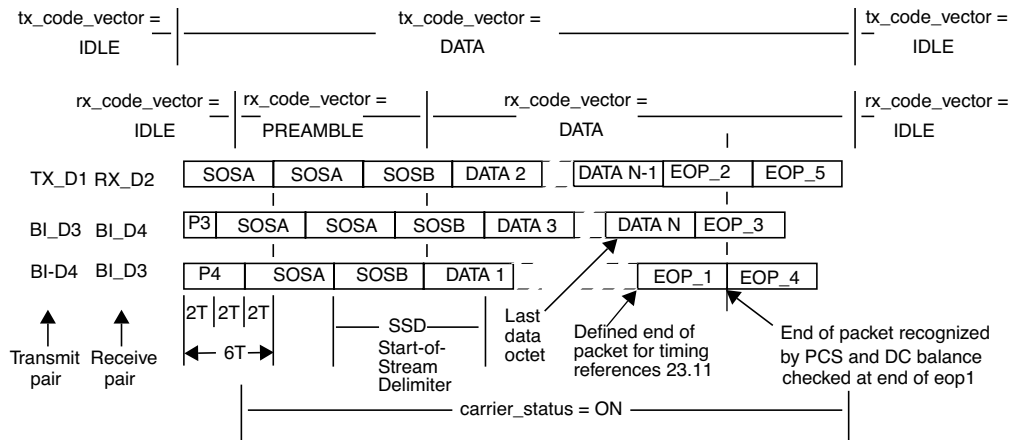 tx_code_vector = tx_code_vector = tx_code_vector =
IDLE DATA IDLE
rx_code_vector = rx_code_vector = rx_code_vector = rx_code_vector =
IDLE PREAMBLE DATA IDLE
TX_D1 RX_D2 SOSA SOSA SOSB DATA 2 DATA N-1 EOP_2 EOP_5
BI_D3 BI_D4 P3 SOSA SOSA SOSB DATA 3 DATA N EOP_3
BI-D4 BI_D3 P4 SOSA SOSB DATA 1 EOP_1 EOP_4
2T 2T 2T
6T
Transmit
pair
Receive
pair
SSD
Start-of-
Stream
Delimiter
Last
data
octet
Defined end of
packet for timing
references 23.11
End of packet recognized
by PCS and DC balance
checked at end of eop1
carrier_status = ON